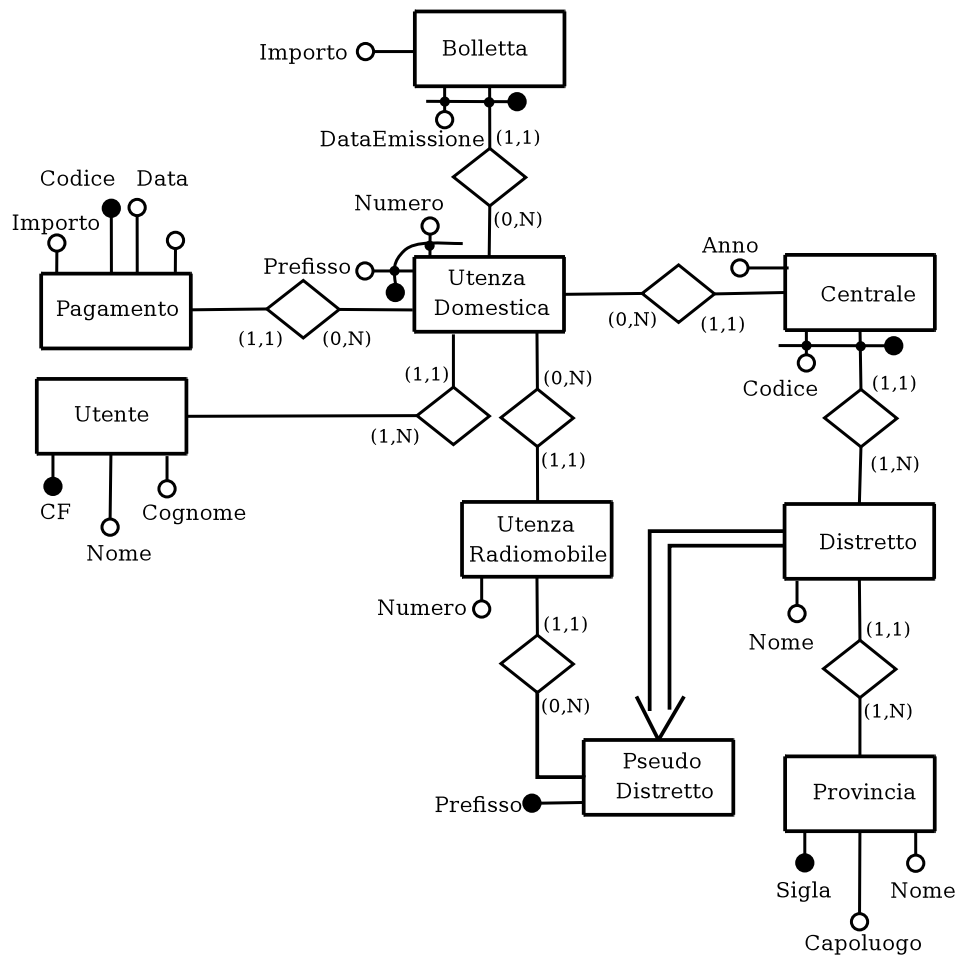 Bolletta
Importo
DataEmissione
(1,1)
Codice
Data
Numero
(0,N)
Importo
Anno
Prefisso
Utenza
Domestica
Centrale
Pagamento
(1,1)
(0,N)
(0,N)
(1,1)
Codice
(1,1)
(0,N)
(1,1)
Utente
(1,N)
(1,1)
(1,N)
CF
Cognome
Nome
Utenza
Radiomobile
Distretto
Numero
(1,1)
Nome
(1,1)
(0,N)
(1,N)
Pseudo
Distretto
Prefisso
Provincia
Sigla
Nome
Capoluogo